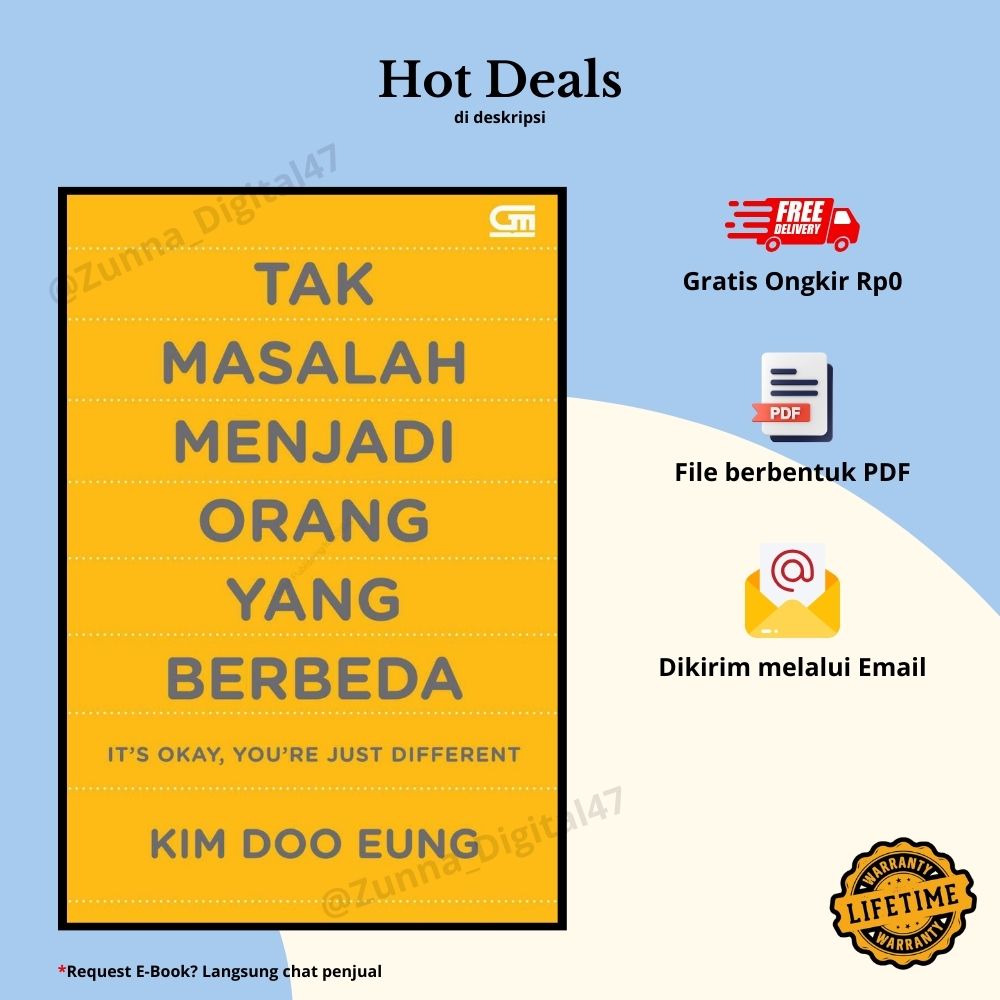 Hot Deals
di deskripsi
@Zunna_Digital47
Gm
TAK
MASALAH
MENJADI
ORANG
YANG
BERBEDA
IT'S OKAY, YOU'RE JUST DIFFERENT
KIM DOO EUNG
@Zunna_Digital47
FREE
DELIVERY
Gratis Ongkir Rp0
PDF
File berbentuk PDF
@
Dikirim melalui Email
WARRANTY
LIFETIME
WARRANTY
*Request E-Book? Langsung chat penjual